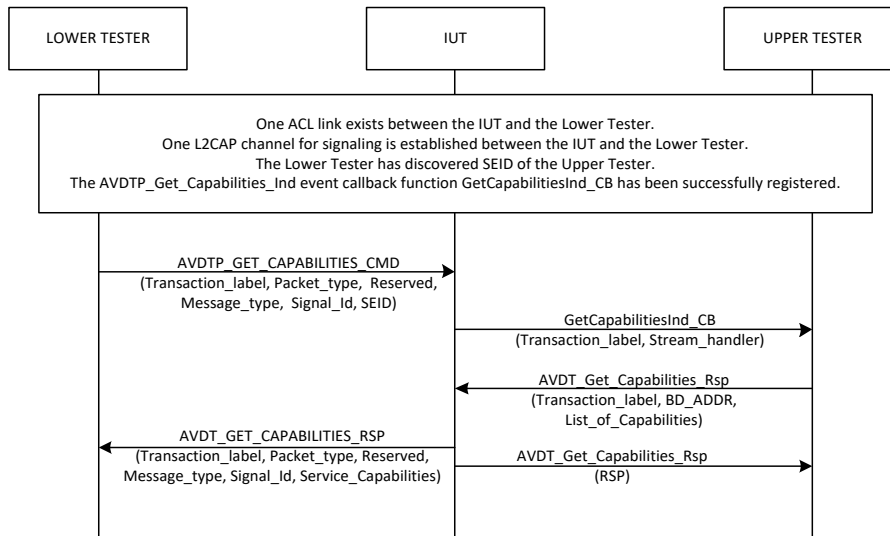 LOWER TESTER
IUT
UPPER TESTER
One ACL link exists between the IUT and the Lower Tester.
One L2CAP channel for signaling is established between the IUT and the Lower Tester.
The Lower Tester has discovered SEID of the Upper Tester.
The AVDTP_Get_Capabilities_Ind event callback function GetCapabilitiesInd_CB has been successfully registered.
AVDTP_GET_CAPABILITIES_CMD
(Transaction_label, Packet_type, Reserved,
Message_type, Signal_Id, SEID)
GetCapabilitiesInd_CB
(Transaction_label, Stream_handler)
AVDT_Get_Capabilities_Rsp
(Transaction_label, BD_ADDR,
List_of_Capabilities)
AVDT_GET_CAPABILITIES_RSP
(Transaction_label, Packet_type, Reserved,
Message_type, Signal_Id, Service_Capabilities)
AVDT_Get_Capabilities_Rsp
(RSP)